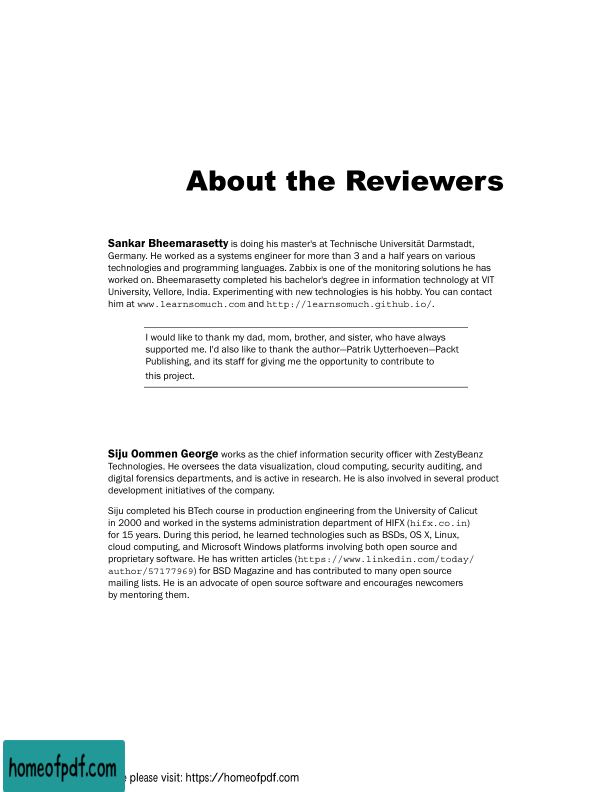 About the Reviewers
Sankar Bheemarasetty is doing his master's at Technische Universität Darmstadt,
Germany. He worked as a systems engineer for more than 3 and a half years on various
technologies and programming languages. Zabbix is one of the monitoring solutions he has
worked on. Bheemarasetty completed his bachelor's degree in information technology at VIT
University, Vellore, India. Experimenting with new technologies is his hobby. You can contact
him at www.learnsomuch.com and http://learnsomuch.github.io/.
I would like to thank my dad, mom, brother, and sister, who have always
supported me. I'd also like to thank the author—Patrik Uytterhoeven—Packt
Publishing, and its staff for giving me the opportunity to contribute to
this project.
Siju Oommen George works as the chief information security officer with ZestyBeanz
Technologies. He oversees the data visualization, cloud computing, security auditing, and
digital forensics departments, and is active in research. He is also involved in several product
development initiatives of the company.
Siju completed his BTech course in production engineering from the University of Calicut
in 2000 and worked in the systems administration department of HIFX (hifx.co.in)
for 15 years. During this period, he learned technologies such as BSDs, OS X, Linux,
cloud computing, and Microsoft Windows platforms involving both open source and
proprietary software. He has written articles (https://www.linkedin.com/today/
author/57177969) for BSD Magazine and has contributed to many open source
mailing lists. He is an advocate of open source software and encourages newcomers
by mentoring them.
homeofpdf.com
please visit: https://homeofpdf.com